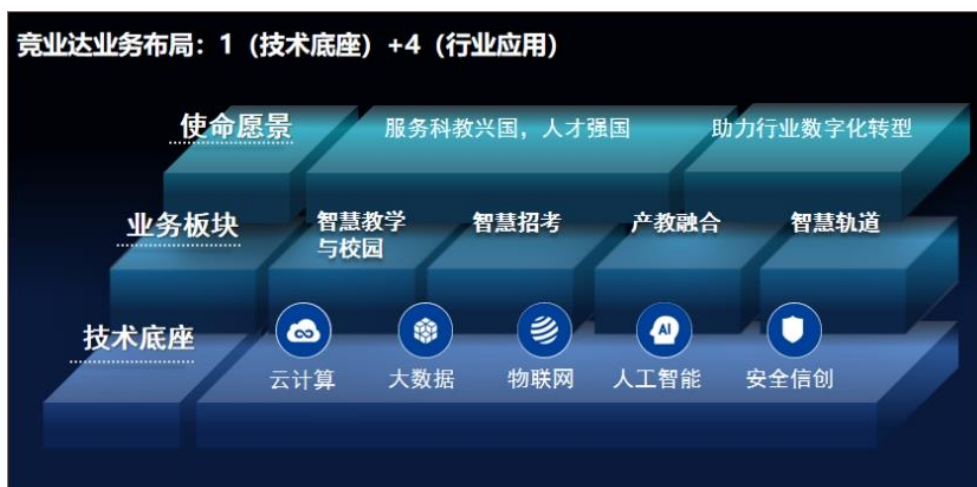 竞业达业务布局：1（技术底座）+4（行业应用）
使命愿景
服务科教兴国，人才强国
助力行业数字化转型
业务板块
智慧教学
与校园
智慧招考
产教融合
智慧轨道
技术底座
AI
云计算
大数据
物联网
人工智能
安全信创